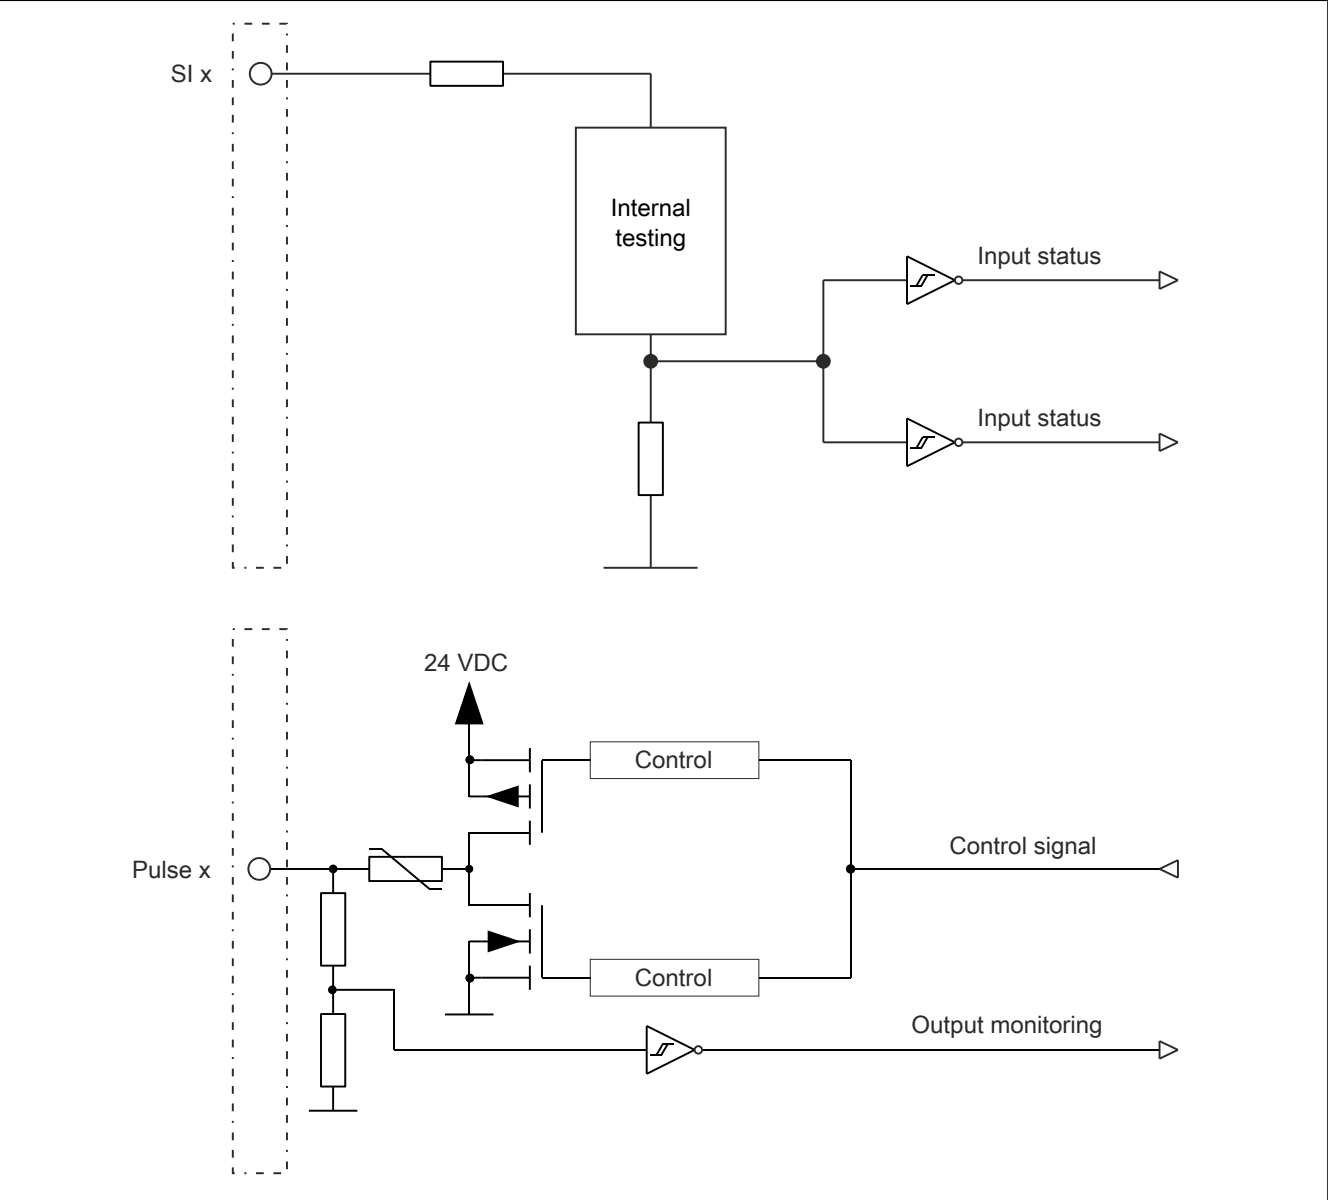 SI x
Internal
testing
Input status
Input status
24 VDC
Control
Control signal
Pulse x
Control
Output monitoring